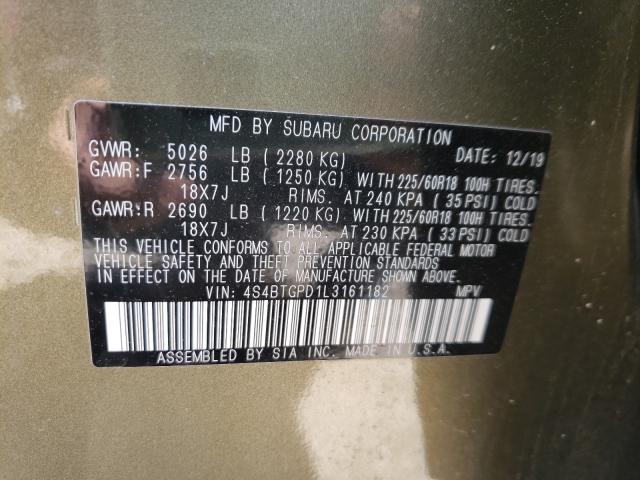 MFD BY SUBARU CORPORATION
GVWR: 5026 LB (2280 KG) DATE: 12/19
GAWR:F 2756 LB (1250 KG) WITH 225/60R18 100H TIRES.
18X7J RIMS. AT 240 KPA (35 PSI) COLD
GAWR:R 2690 LB (1220 KG) WITH 225/60R18 100H TIRES.
18X7J RIMS. AT 230 KPA (33 PSI) COLD
THIS VEHICLE CONFORMS TO ALL APPLICABLE FEDERAL MOTOR
VEHICLE SAFETY AND THEFT PREVENTION STANDARDS
IN EFFECT ON THE DATE OF MANUFACTURE SHOWN ABOVE.
VIN: 4S4BTGPD1L3161182 MPV
ASSEMBLED BY SIA INC. MADE IN U.S.A.